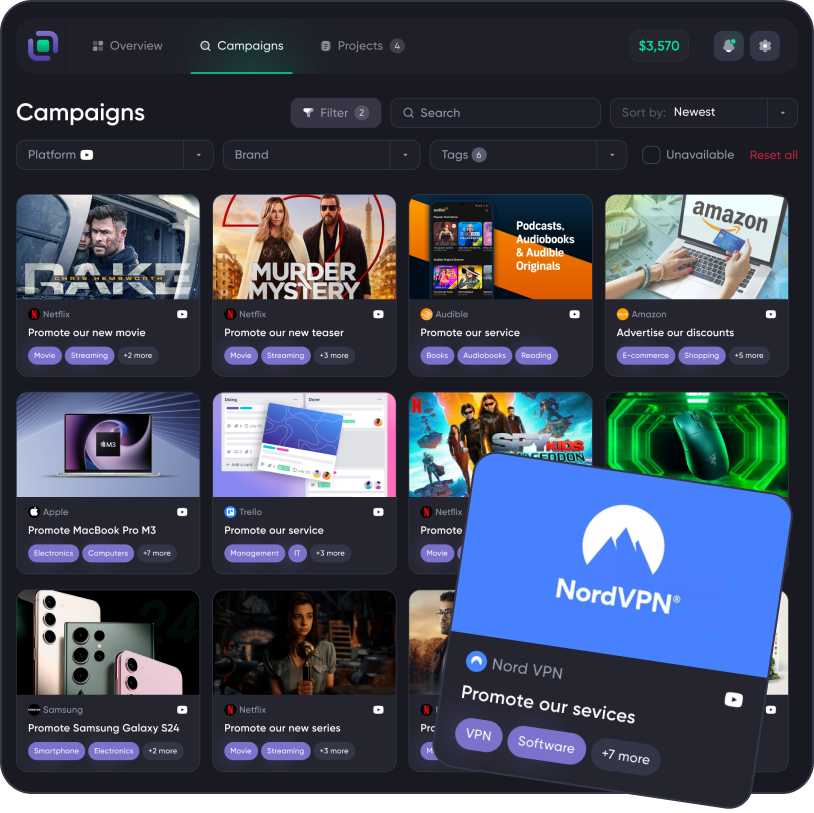 Overview
Campaigns
Projects 4
$3,570
Campaigns
Filter 2
Search
Sort by: Newest
Platform
Brand
Tags 6
Unavailable
Reset all
CHRIS HEMSWORTH
Netflix
Promote our new movie
Movie
Streaming
+2 more
MURDER
MYSTERY
Netflix
Promote our new teaser
Movie
Streaming
+3 more
audible
Podcasts,
Audiobooks
& Audible
Originals
Audible
Promote our service
Books
Audiobooks
Reading
amazon
Amazon
Advertise our discounts
E-commerce
Shopping
+5 more
M3
Apple
Promote MacBook Pro M3
Electronics
Computers
+7 more
Doing
Done
+ Add a card
Trello
Promote our service
Management
IT
+3 more
N
SPY KIDS
Netflix
Promote
Movie
24
Samsung
Promote Samsung Galaxy S24
Smartphone
Electronics
+2 more
Netflix
Promote our new series
Movie
Streaming
+3 more
NordVPN®
Nord VPN
Promote our sevices
VPN
Software
+7 more